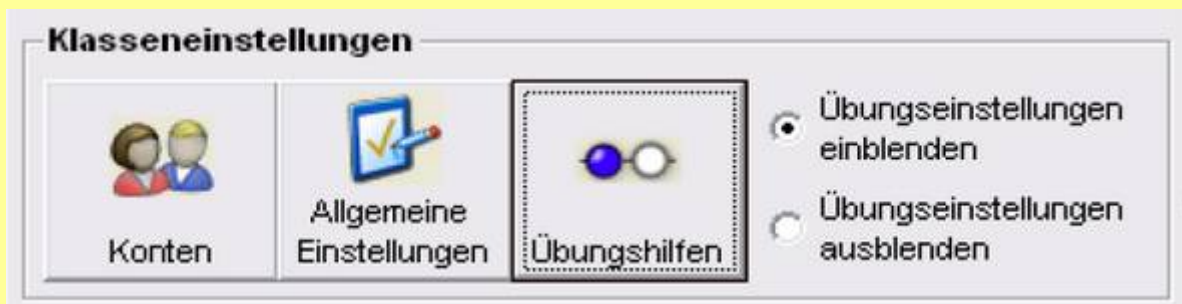 Klasseneinstellungen
Konten
Allgemeine
Einstellungen
Übungshilfen
Übungseinstellungen
einblenden
Übungseinstellungen
ausblenden